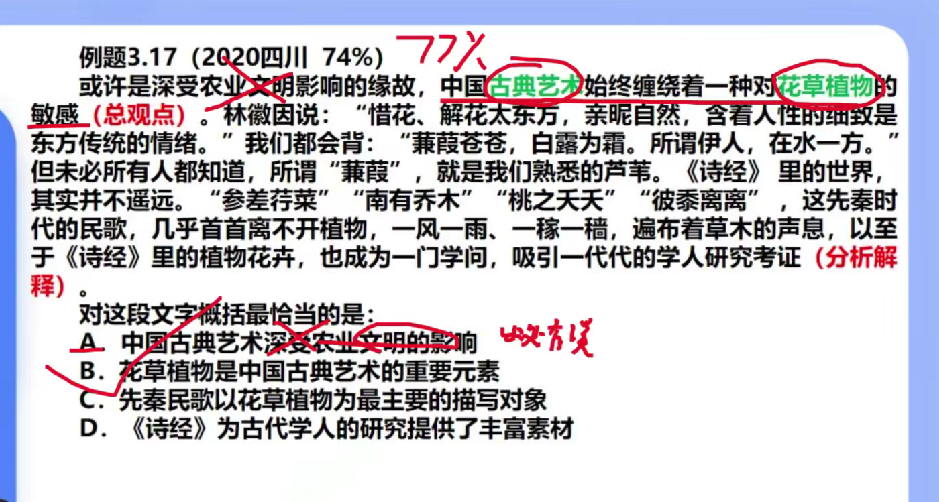 例题3.17（2020四川 74%） 77%
或许是深受农业文明影响的缘故，中国古典艺术始终缠绕着一种对花草植物的
敏感（总观点）。林徽因说：“惜花、解花太东方，亲昵自然，含着人性的细致是
东方传统的情绪。”我们都会背：“蒹葭苍苍，白露为霜。所谓伊人，在水一方。”
但未必所有人都知道，所谓“蒹葭”，就是我们熟悉的芦苇。《诗经》里的世界，
其实并不遥远。“参差荇菜”“南有乔木”“桃之夭夭”“彼黍离离”，这先秦时
代的民歌，几乎首首离不开植物，一风一雨、一稼一穑，遍布着草木的声息，以至
于《诗经》里的植物花卉，也成为一门学问，吸引一代代的学人研究考证（分析解
释）。
对这段文字概括最恰当的是：
A．中国古典艺术深受农业文明的影响
B．花草植物是中国古典艺术的重要元素
C．先秦民歌以花草植物为最主要的描写对象
D．《诗经》为古代学人的研究提供了丰富素材